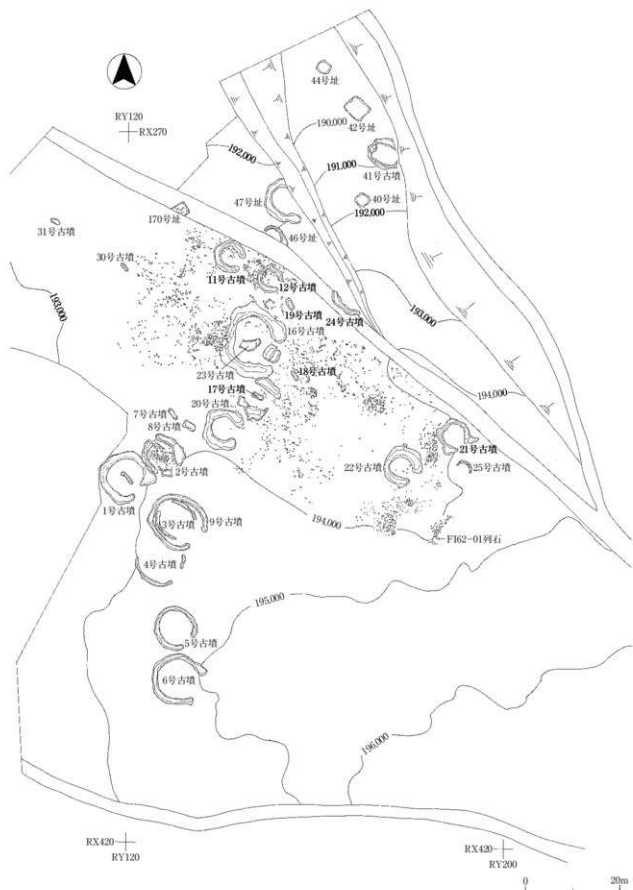 44号址
42号址
RY120
RX270
190,000
192,000
191,000
41号古墳
40号址
192,000
47号址
170号址
31号古墳
46号址
30号古墳
11号古墳
12号古墳
19号古墳
24号古墳
16号古墳
193,000
193,000
23号古墳
18号古墳
194,000
17号古墳
20号古墳
7号古墳
8号古墳
21号古墳
22号古墳
25号古墳
2号古墳
1号古墳
3号古墳
9号古墳
194,000
FI62-01列石
4号古墳
195,000
5号古墳
6号古墳
196,000
RX420
RY120
RX420
RY200
0 20m